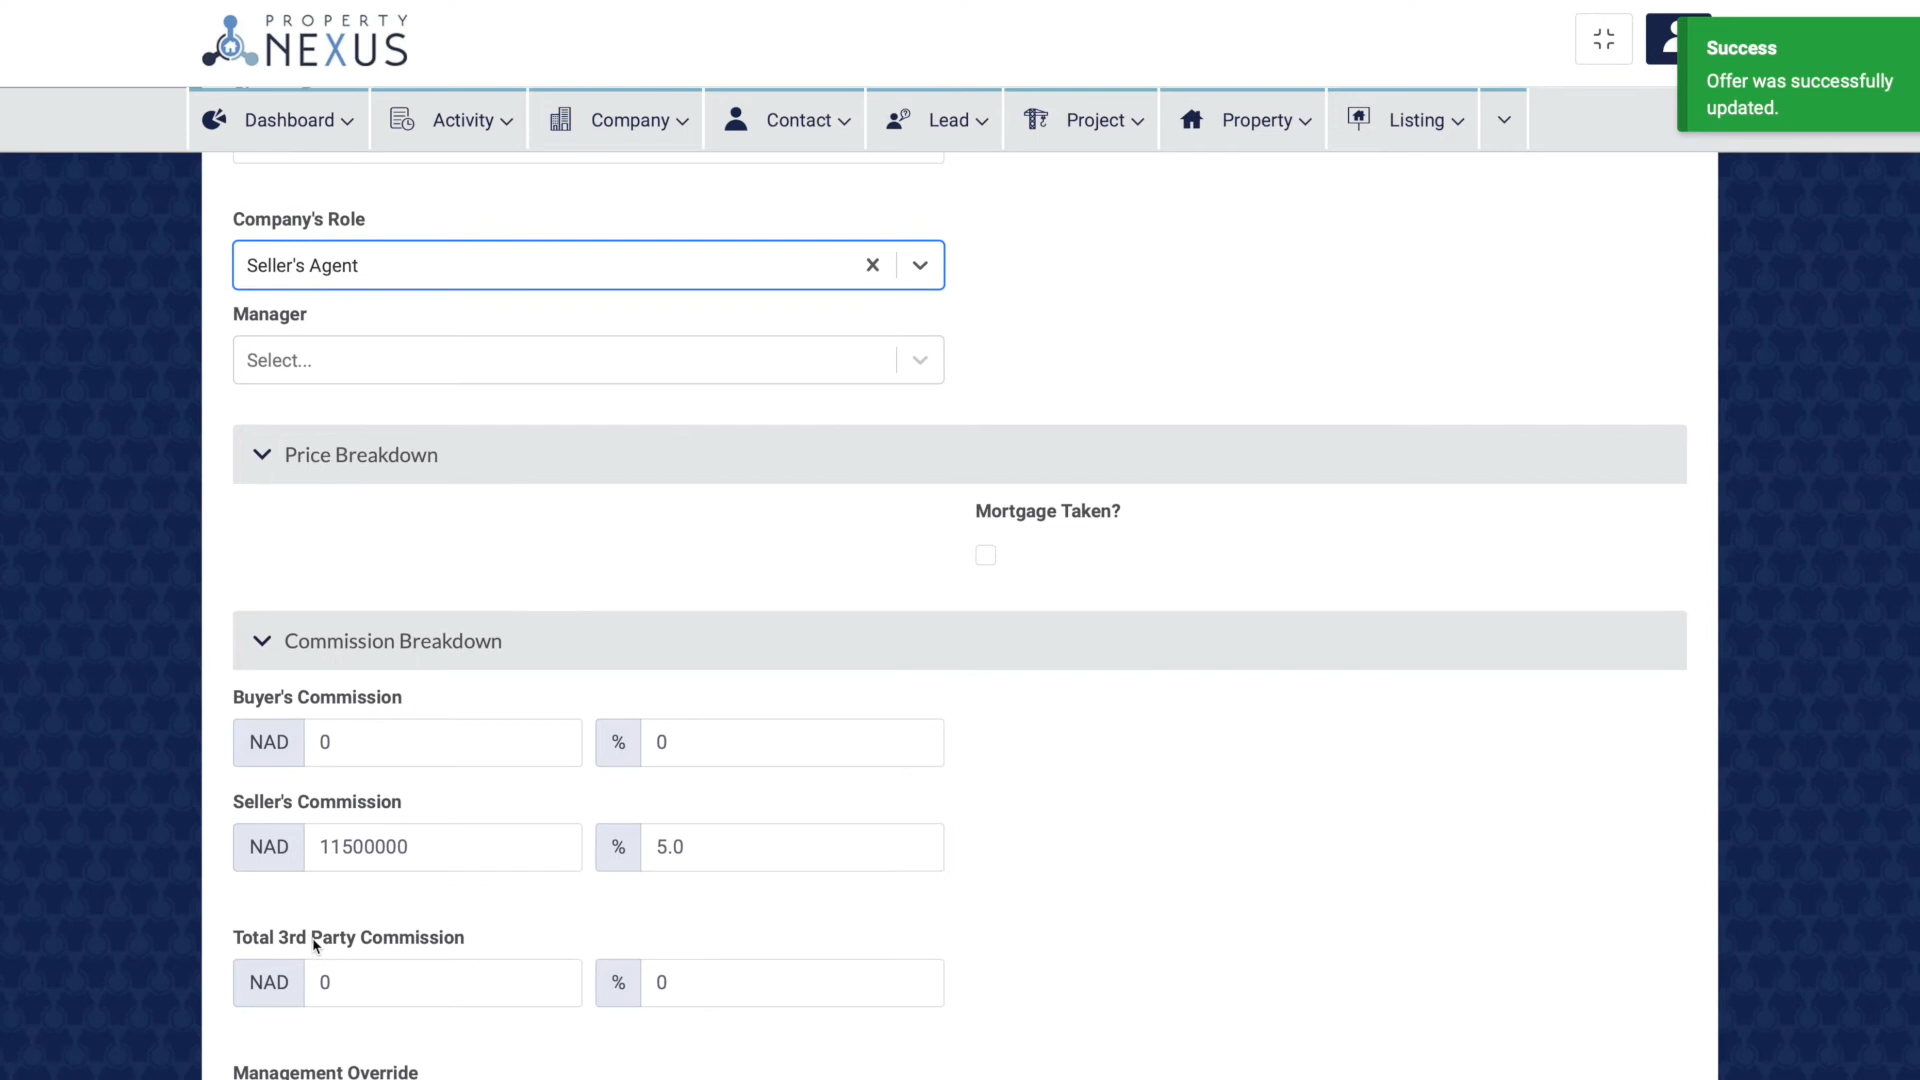 PROPERTY
NEXUS
Success
Offer was successfully
updated.
Dashboard
Activity
Company
Contact
Lead
Project
Property
Listing
Company's Role
Seller's Agent
Manager
Select...
Price Breakdown
Mortgage Taken?
Commission Breakdown
Buyer's Commission
NAD 0 % 0
Seller's Commission
NAD 11500000 % 5.0
Total 3rd Party Commission
NAD 0 % 0
Management Override